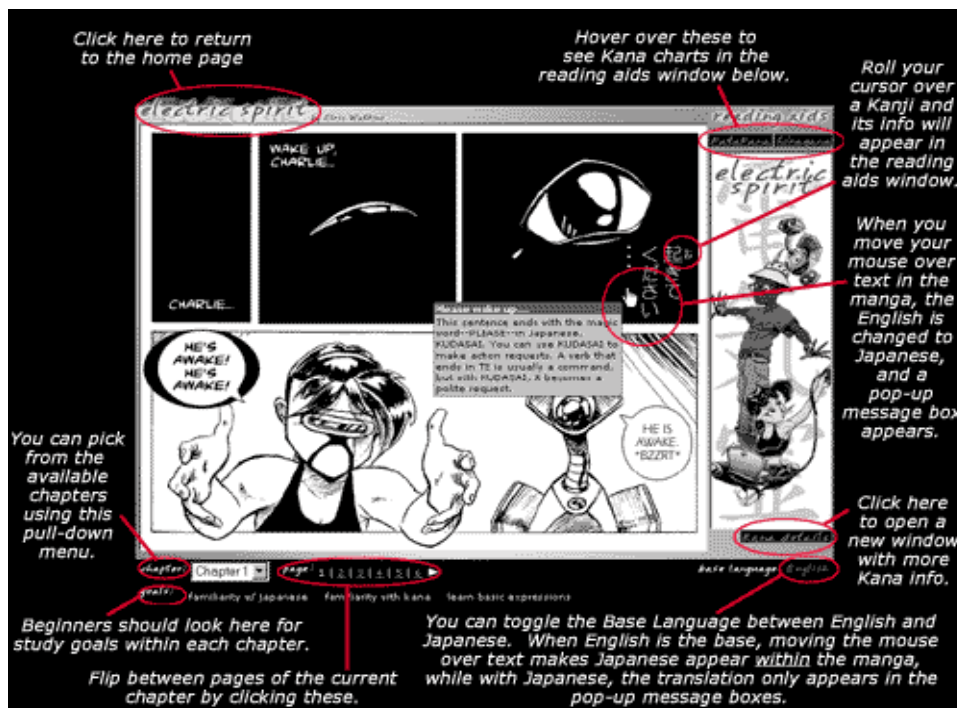 Click here to return
to the home page
Hover over these to
see Kana charts in the
reading aids window below.
Roll your
cursor over
a Kanji and
its info will
appear in
the reading
aids window.
electric spirit
reading aids
katakana hiragana
WAKE UP,
CHARLIE...
CHARLIE...
electric
spirit
When you
move your
mouse over
text in the
manga, the
English is
changed to
Japanese,
and a
pop-up
message box
appears.
Please wake up.
This sentence ends with the magic
word--PLEASE--in Japanese.
KUDASAI. You can use KUDASAI to
make action requests. A verb that
ends in TE is usually a command,
but with KUDASAI, it becomes a
polite request.
HE'S
AWAKE!
HE'S
AWAKE!
HE IS
AWAKE.
*BZZRT*
You can pick
from the
available
chapters
using this
pull-down
menu.
Click here
to open a
new window
with more
Kana info.
kana details
chapter: Chapter 1 page: 1 | 2 | 3 | 4 | 5 | 6
base language: English
goals: familiarity w/ japanese familiarity with kana learn basic expressions
Beginners should look here for
study goals within each chapter.
Flip between pages of the current
chapter by clicking these.
You can toggle the Base Language between English and
Japanese. When English is the base, moving the mouse
over text makes Japanese appear within the manga,
while with Japanese, the translation only appears in the
pop-up message boxes.